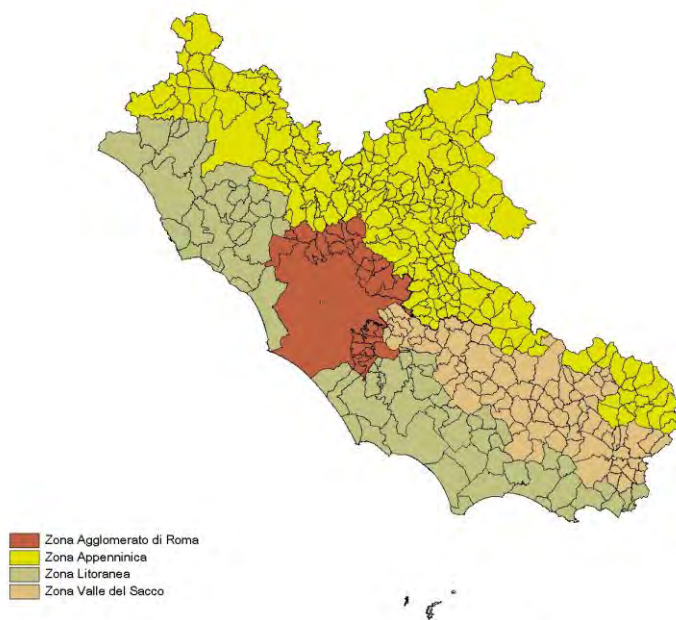 Zona Agglomerato di Roma
Zona Appenninica
Zona Litoranea
Zona Valle del Sacco